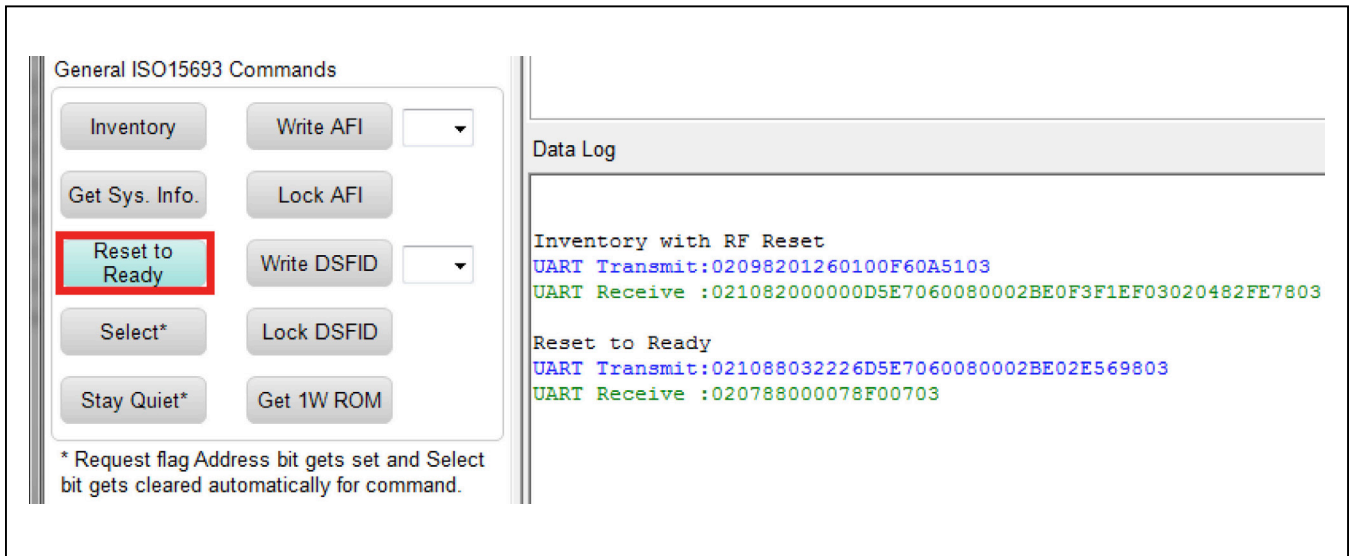 General ISO15693 Commands
Inventory
Write AFI
Get Sys. Info.
Lock AFI
Reset to
Ready
Write DSFID
Select*
Lock DSFID
Stay Quiet*
Get 1W ROM
* Request flag Address bit gets set and Select
bit gets cleared automatically for command.
Data Log
Inventory with RF Reset
UART Transmit:02098201260100F60A5103
UART Receive :021082000000D5E7060080002BE0F3F1EF03020482FE7803
Reset to Ready
UART Transmit:021088032226D5E7060080002BE02E569803
UART Receive :020788000078F00703